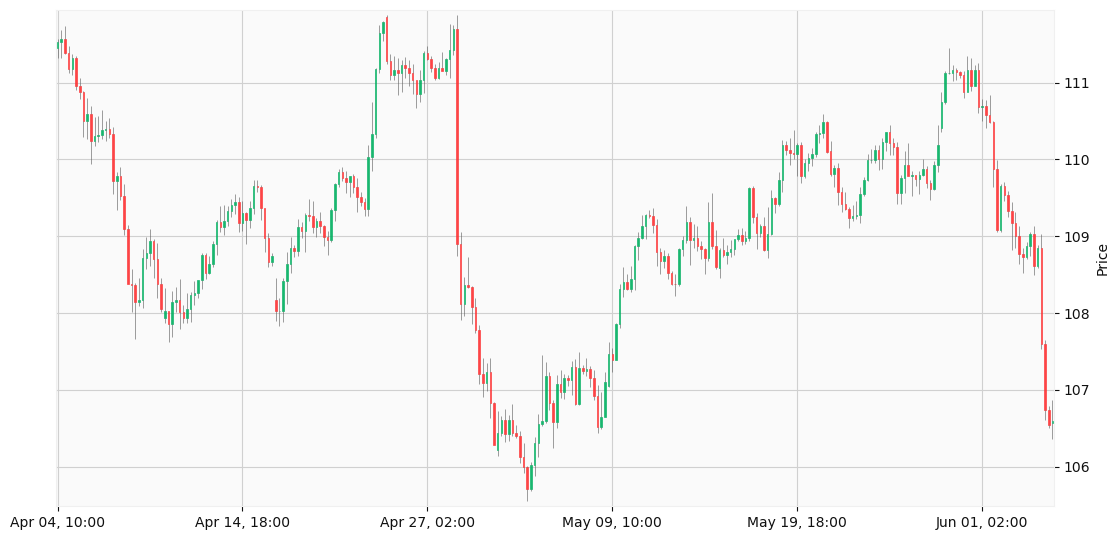 111
110
109
108
107
106
Price
Apr 04, 10:00
Apr 14, 18:00
Apr 27, 02:00
May 09, 10:00
May 19, 18:00
Jun 01, 02:00